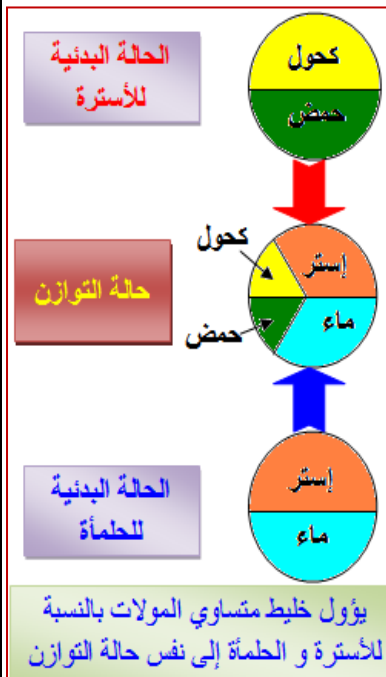 الحالة البدئية
للأسترة
كحول
حمض
كحول
إستر
حالة التوازن
ماء
حمض
الحالة البدئية
للحلمأة
إستر
ماء
يؤول خليط متساوي المولات بالنسبة
للأسترة و الحلمأة إلى نفس حالة التوازن